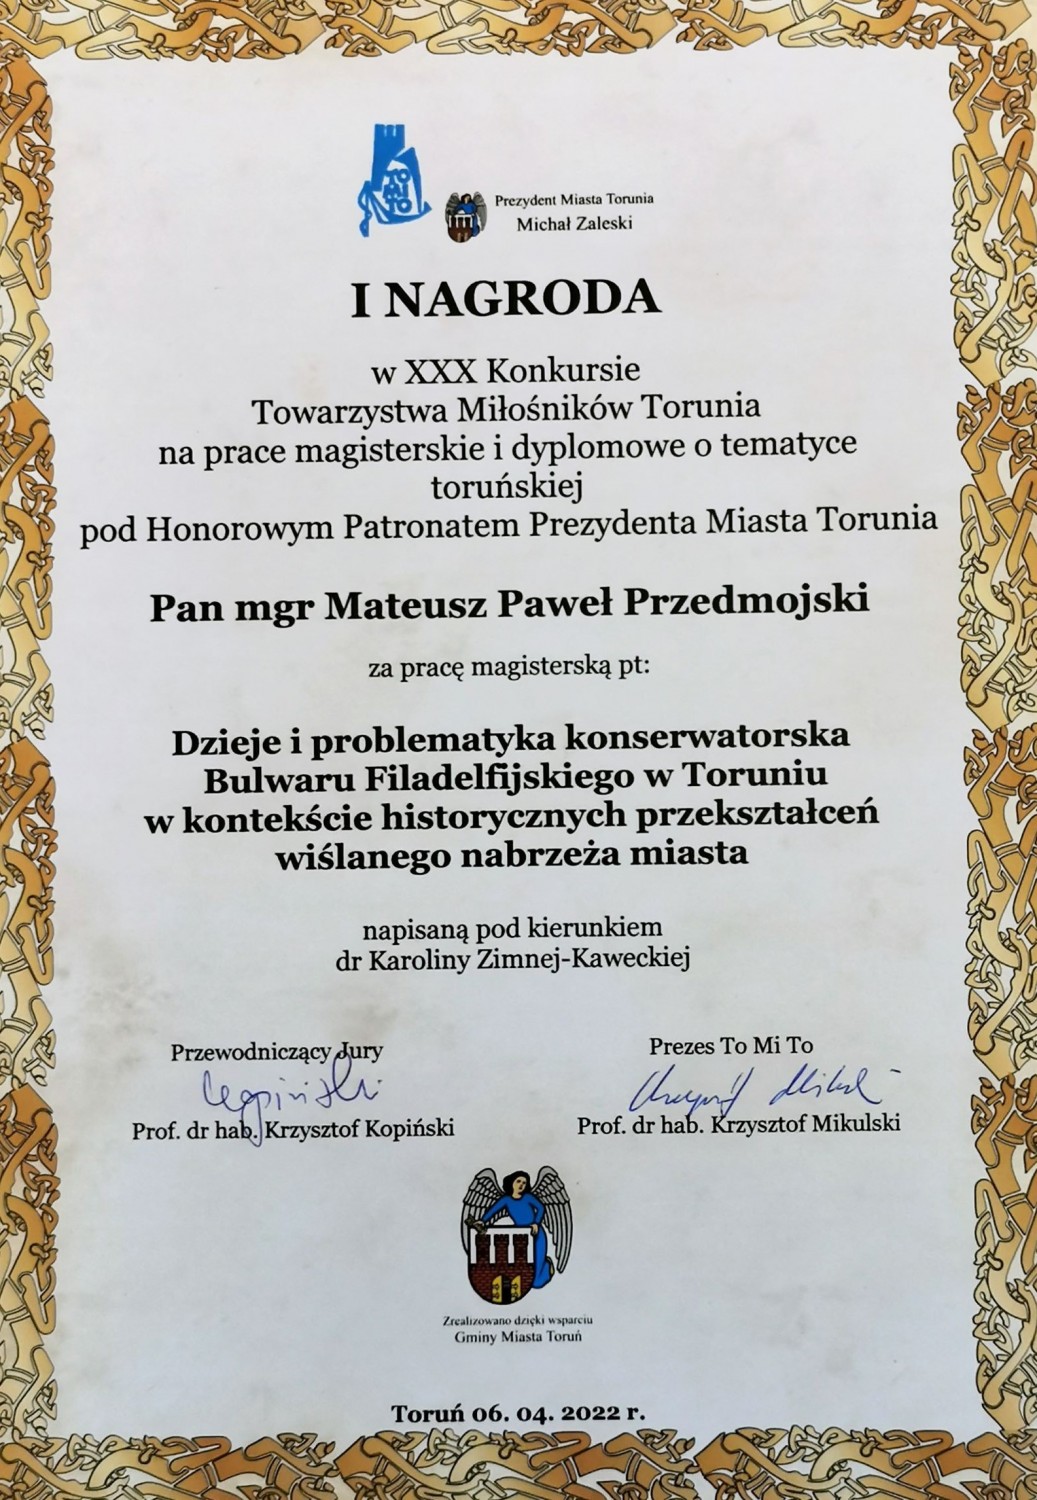 TO
MI
TO
Prezydent Miasta Torunia
Michał Zaleski
I NAGRODA
w XXX Konkursie
Towarzystwa Miłośników Torunia
na prace magisterskie i dyplomowe o tematyce
toruńskiej
pod Honorowym Patronatem Prezydenta Miasta Torunia
Pan mgr Mateusz Paweł Przedmojski
za pracę magisterską pt:
Dzieje i problematyka konserwatorska
Bulwaru Filadelfijskiego w Toruniu
w kontekście historycznych przekształceń
wiślanego nabrzeża miasta
napisaną pod kierunkiem
dr Karoliny Zimnej-Kaweckiej
Przewodniczący Jury
Prof. dr hab. Krzysztof Kopiński
Prezes To Mi To
Prof. dr hab. Krzysztof Mikulski
Zrealizowano dzięki wsparciu
Gminy Miasta Toruń
Toruń 06. 04. 2022 r.